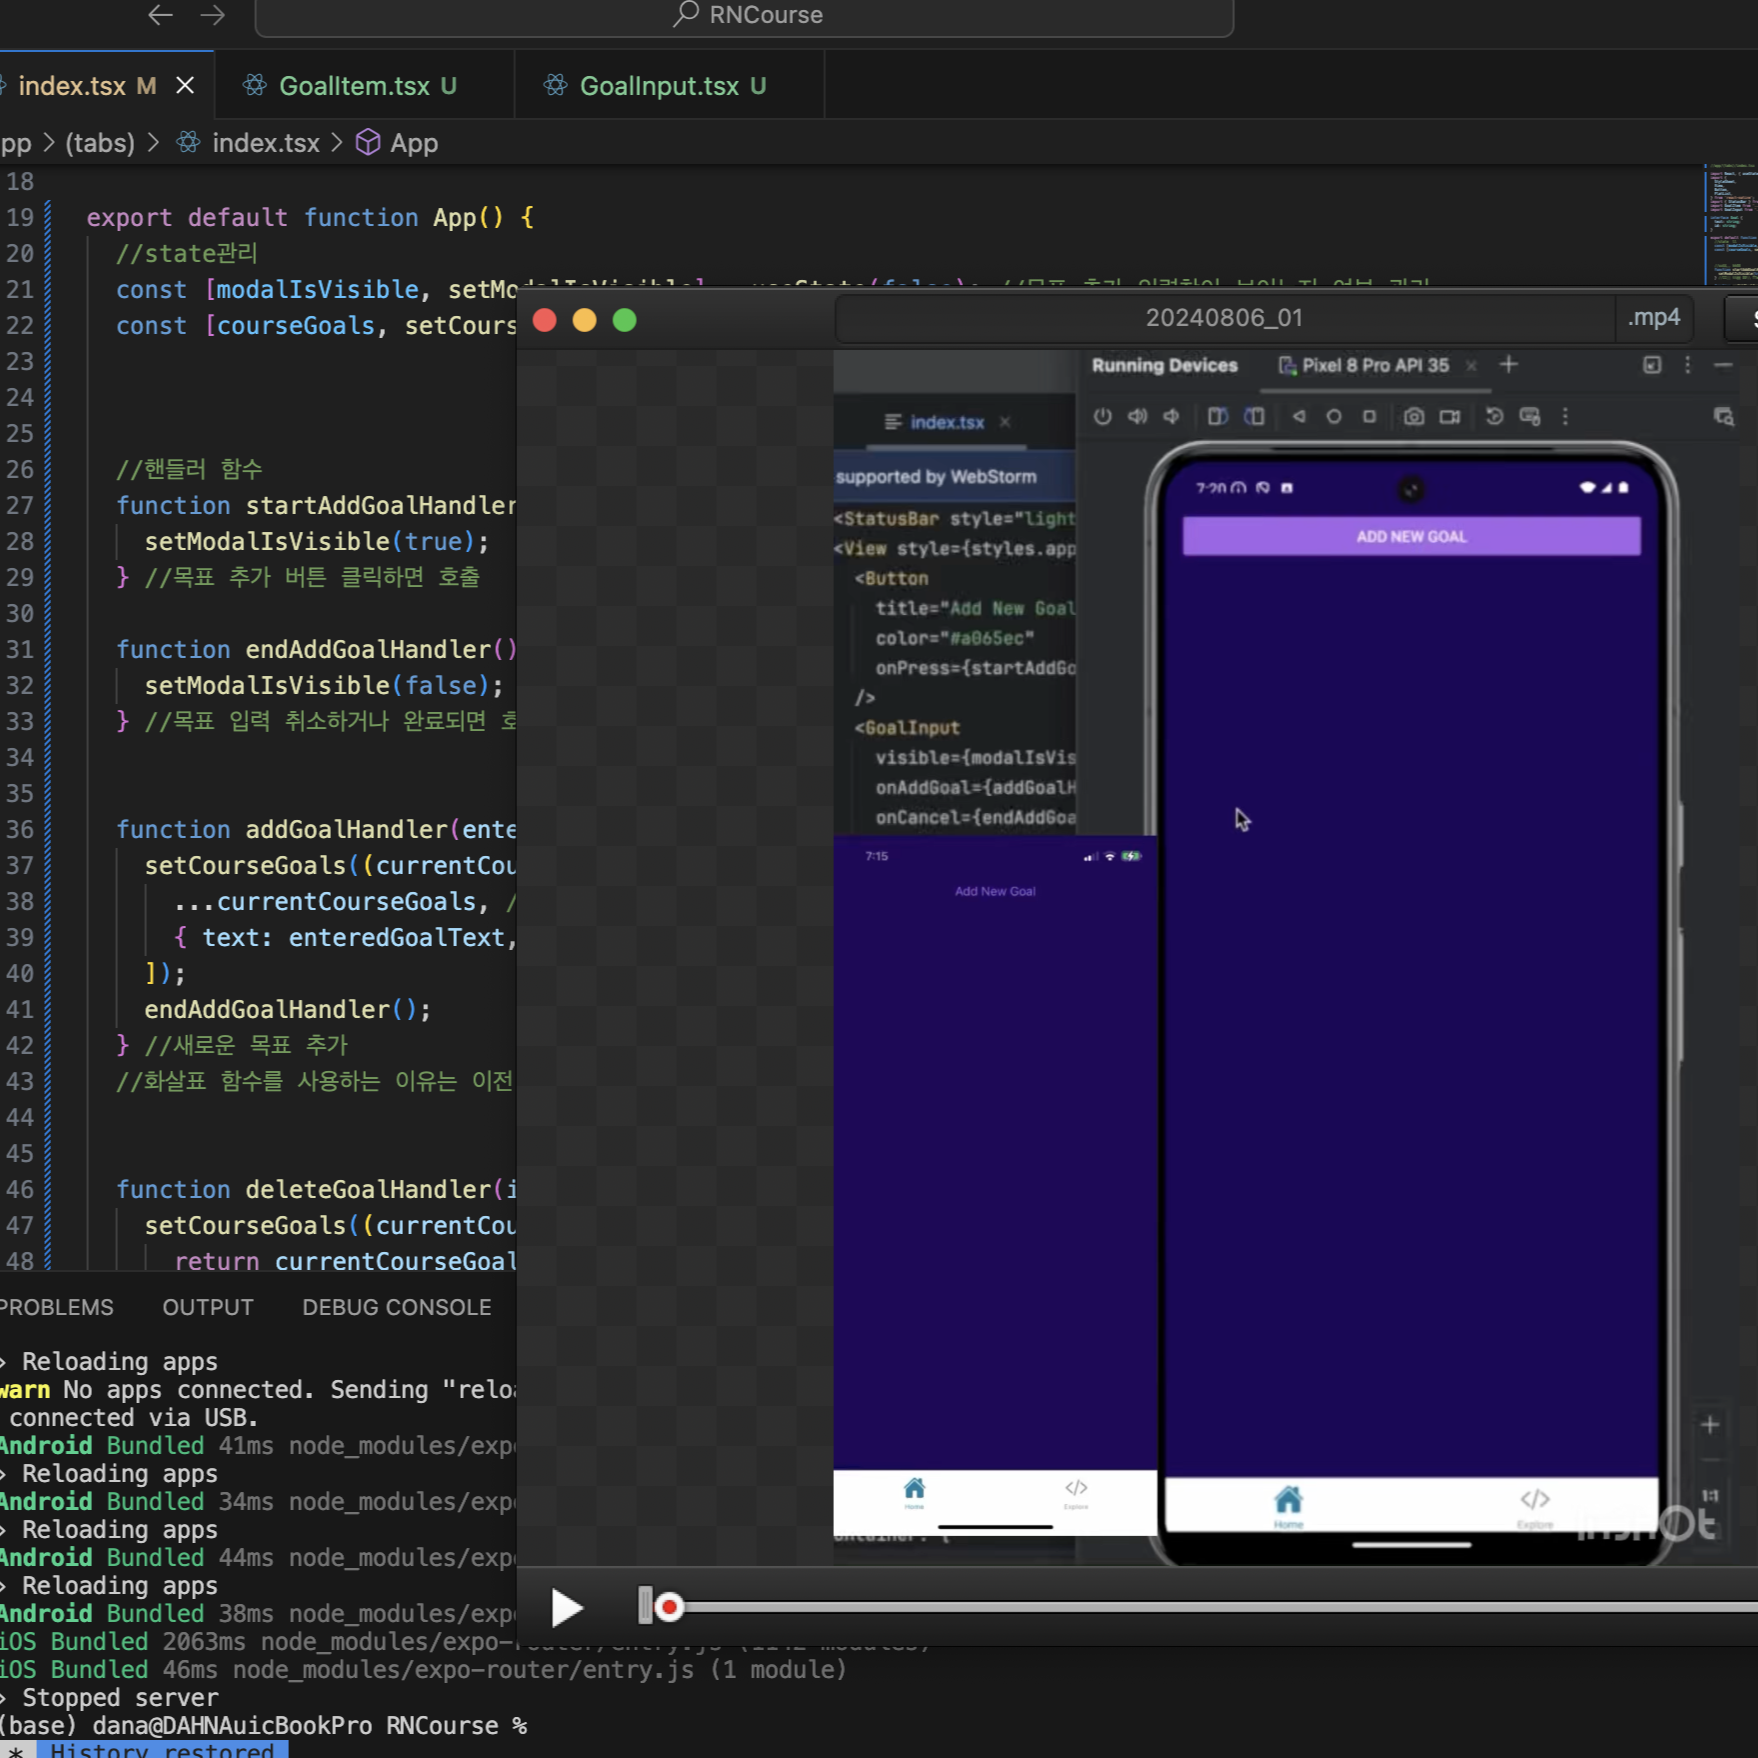 RNCourse
index.tsx M
GoalItem.tsx U
GoalInput.tsx U
pp > (tabs) > index.tsx > App
18
19 export default function App() {
20 //state관리
21 const [modalIsVisible, setModalIsVisible]
22 const [courseGoals, setCours
23
24
25
26 //핸들러 함수
27 function startAddGoalHandler
28 setModalIsVisible(true);
29 } //목표 추가 버튼 클릭하면 호출
30
31 function endAddGoalHandler()
32 setModalIsVisible(false);
33 } //목표 입력 취소하거나 완료되면 호
34
35
36 function addGoalHandler(ente
37 setCourseGoals((currentCou
38 ...currentCourseGoals, /
39 { text: enteredGoalText,
40 ]);
41 endAddGoalHandler();
42 } //새로운 목표 추가
43 //화살표 함수를 사용하는 이유는 이전
44
45
46 function deleteGoalHandler(i
47 setCourseGoals((currentCou
48 return currentCourseGoal
PROBLEMS OUTPUT DEBUG CONSOLE
› Reloading apps
warn No apps connected. Sending "reloa
connected via USB.
Android Bundled 41ms node_modules/expo
› Reloading apps
Android Bundled 34ms node_modules/expo
› Reloading apps
Android Bundled 44ms node_modules/expo
› Reloading apps
Android Bundled 38ms node_modules/expo
iOS Bundled 2063ms node_modules/expo-router/entry.js
iOS Bundled 46ms node_modules/expo-router/entry.js (1 module)
› Stopped server
(base) dana@DAHNAuicBookPro RNCourse %
* History restored
20240806_01
.mp4
Running Devices
Pixel 8 Pro API 35
index.tsx
supported by WebStorm
<StatusBar style="light
<View style={styles.app
<Button
title="Add New Goal
color="#a065ec"
onPress={startAddGo
/>
<GoalInput
visible={modalIsVis
onAddGoal={addGoalH
onCancel={endAddGoa
7:15
Add New Goal
Home
Explore
7:20
ADD NEW GOAL
Home
Explore
1:1
InShOt